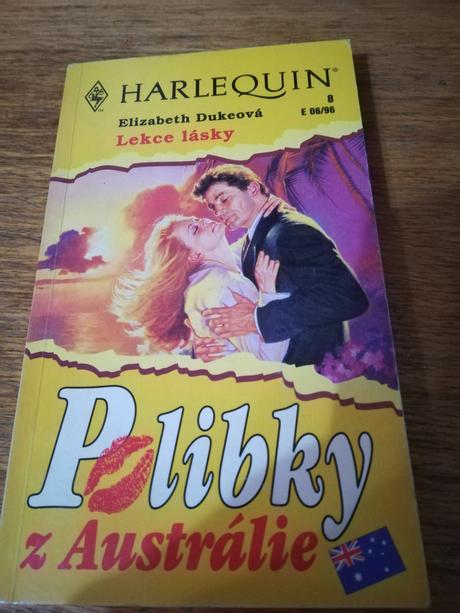 HARLEQUIN®
8
Elizabeth Dukeová
E 06/96
Lekce lásky
Polibky
z Austrálie